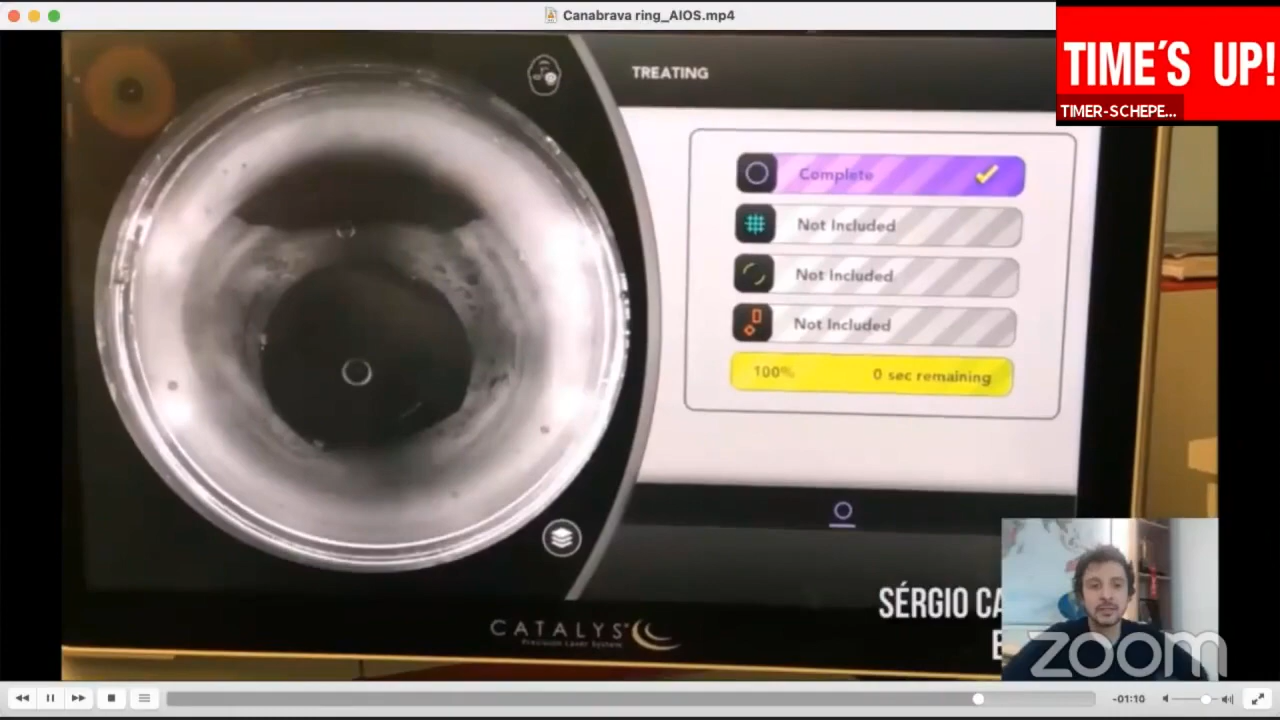 Canabrava ring_AIOS.mp4
TIME´S UP!
TIMER-SCHEPE...
TREATING
Complete
Not Included
Not Included
Not Included
100% 0 sec remaining
SÉRGIO CA
CATALYS
Precision Laser System
zoom
-01:10